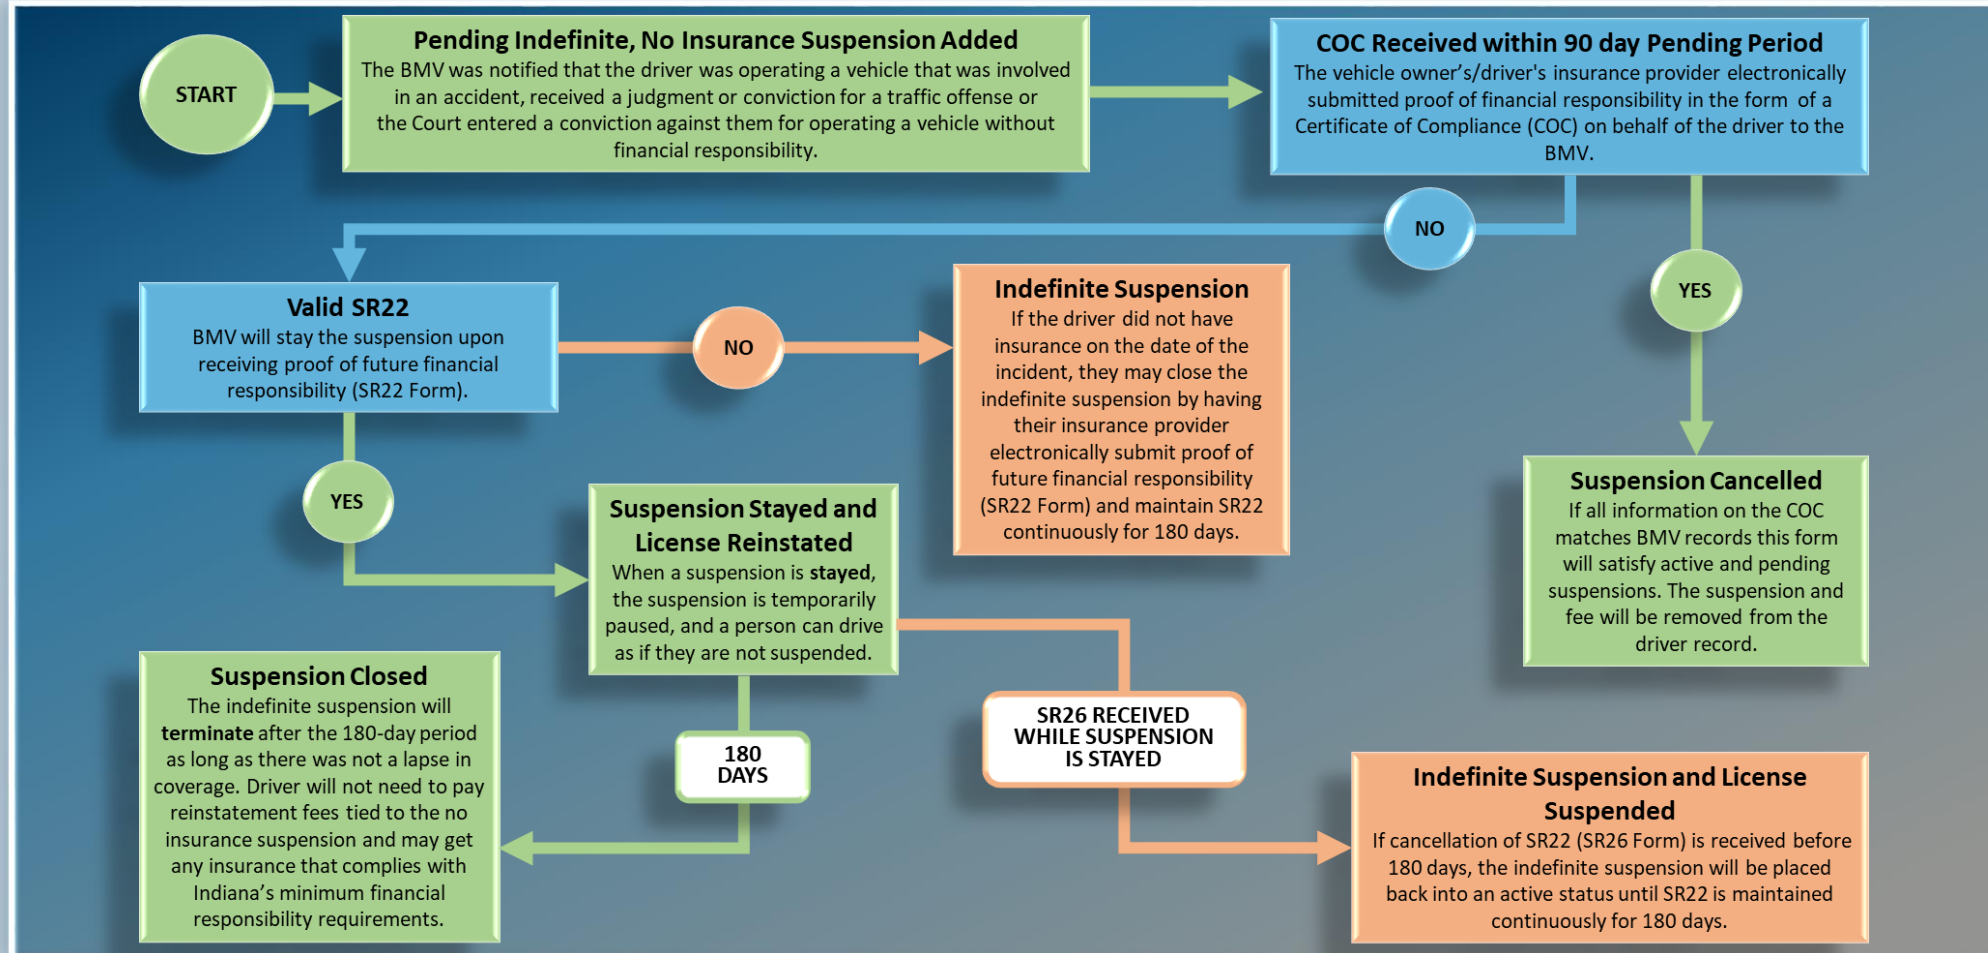 START
Pending Indefinite, No Insurance Suspension Added
The BMV was notified that the driver was operating a vehicle that was involved
in an accident, received a judgment or conviction for a traffic offense or
the Court entered a conviction against them for operating a vehicle without
financial responsibility.
COC Received within 90 day Pending Period
The vehicle owner’s/driver's insurance provider electronically
submitted proof of financial responsibility in the form of a
Certificate of Compliance (COC) on behalf of the driver to the
BMV.
NO
YES
Valid SR22
BMV will stay the suspension upon
receiving proof of future financial
responsibility (SR22 Form).
NO
Indefinite Suspension
If the driver did not have
insurance on the date of the
incident, they may close the
indefinite suspension by having
their insurance provider
electronically submit proof of
future financial responsibility
(SR22 Form) and maintain SR22
continuously for 180 days.
Suspension Cancelled
If all information on the COC
matches BMV records this form
will satisfy active and pending
suspensions. The suspension and
fee will be removed from the
driver record.
YES
Suspension Stayed and
License Reinstated
When a suspension is stayed,
the suspension is temporarily
paused, and a person can drive
as if they are not suspended.
Suspension Closed
The indefinite suspension will
terminate after the 180-day period
as long as there was not a lapse in
coverage. Driver will not need to pay
reinstatement fees tied to the no
insurance suspension and may get
any insurance that complies with
Indiana’s minimum financial
responsibility requirements.
180
DAYS
SR26 RECEIVED
WHILE SUSPENSION
IS STAYED
Indefinite Suspension and License
Suspended
If cancellation of SR22 (SR26 Form) is received before
180 days, the indefinite suspension will be placed
back into an active status until SR22 is maintained
continuously for 180 days.